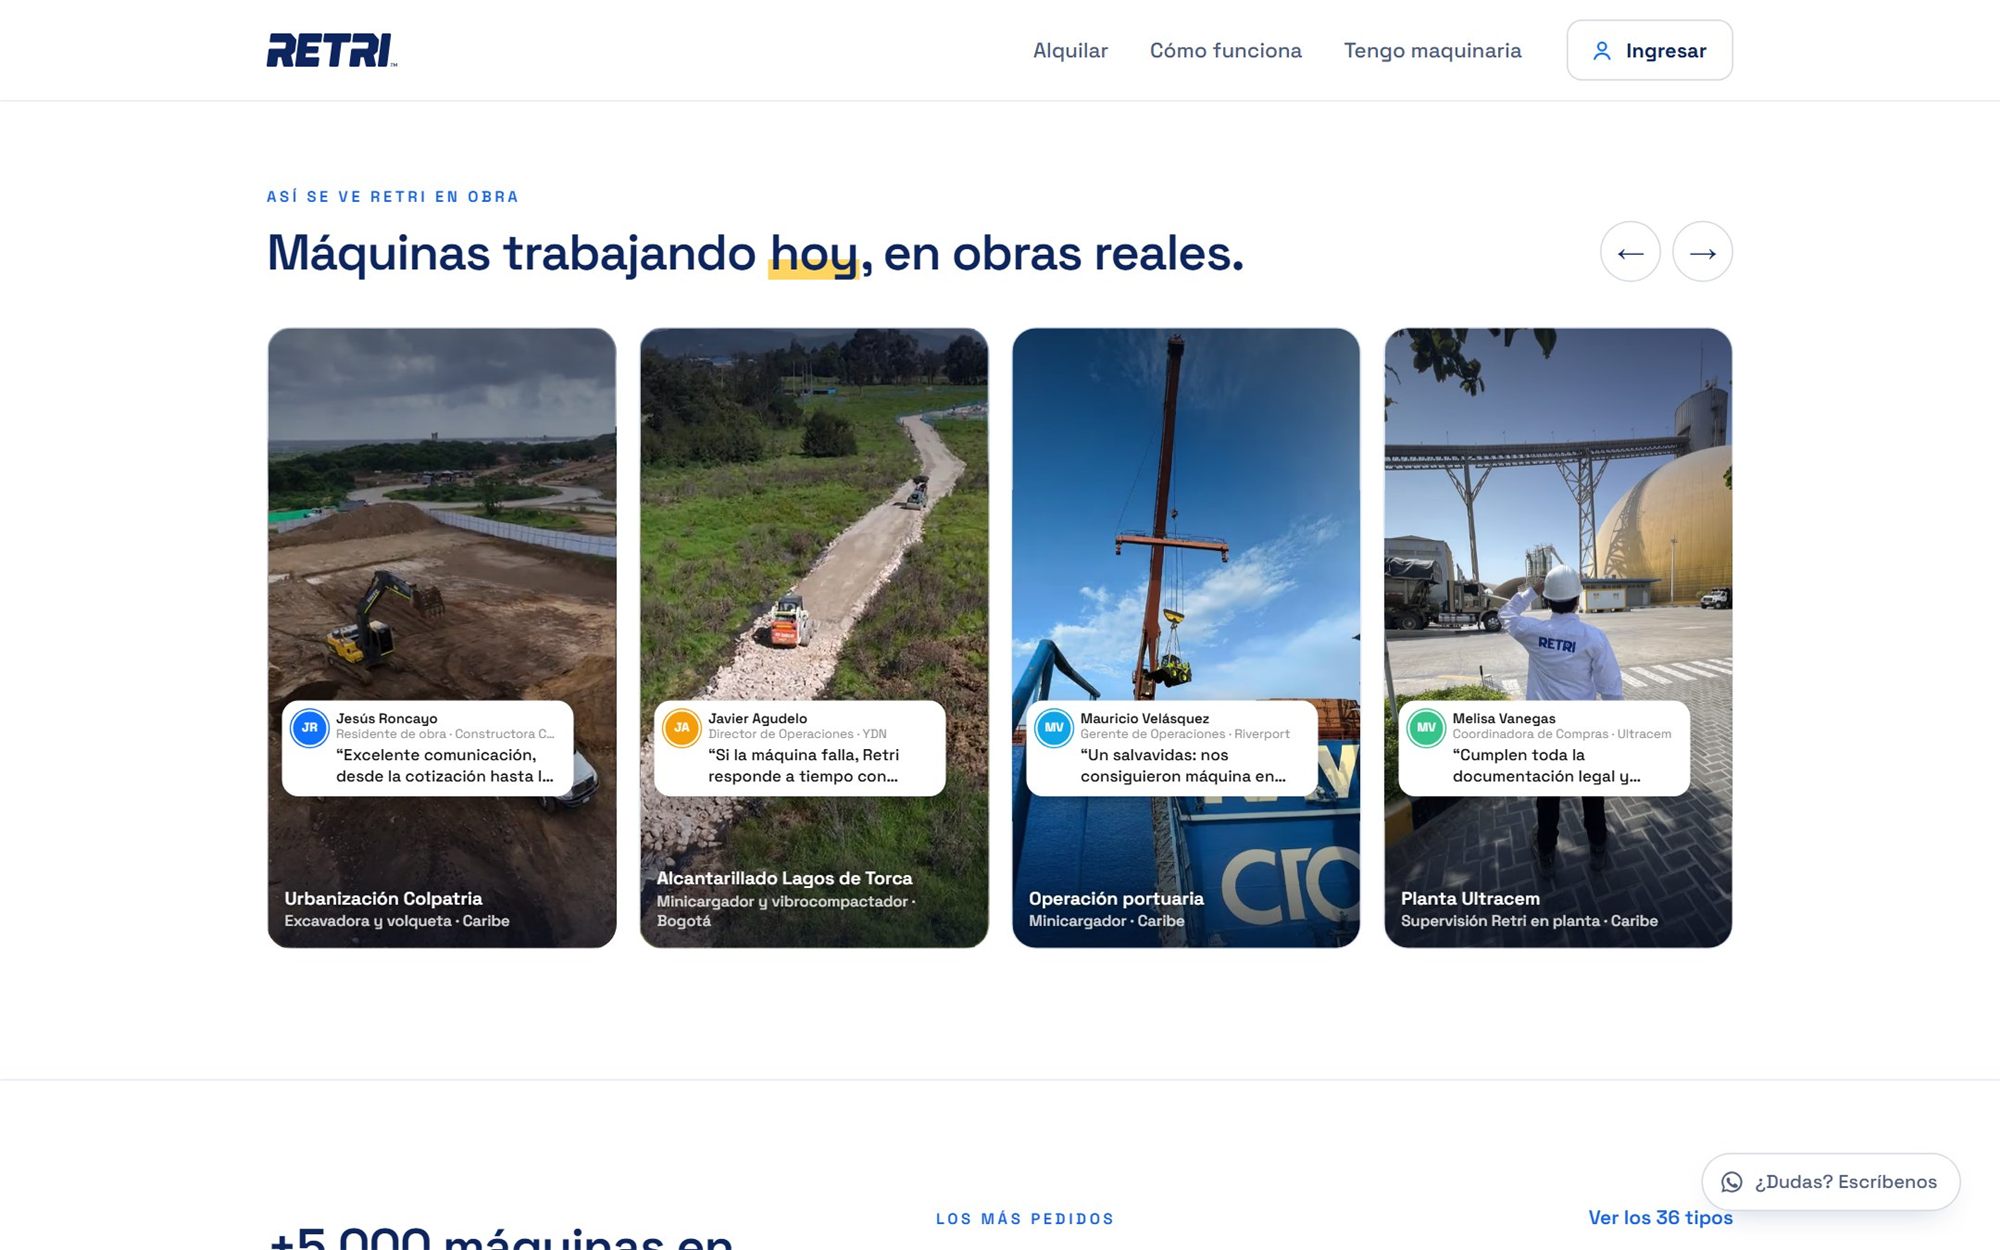 RETRI
Alquilar
Cómo funciona
Tengo maquinaria
Ingresar
ASÍ SE VE RETRI EN OBRA
Máquinas trabajando hoy, en obras reales.
← →
JR
Jesús Roncayo
Residente de obra · Constructora C...
“Excelente comunicación,
desde la cotización hasta l...
Urbanización Colpatria
Excavadora y volqueta · Caribe
JA
Javier Agudelo
Director de Operaciones · YDN
“Si la máquina falla, Retri
responde a tiempo con...
Alcantarillado Lagos de Torca
Minicargador y vibrocompactador ·
Bogotá
MV
Mauricio Velásquez
Gerente de Operaciones · Riverport
“Un salvavidas: nos
consiguieron máquina en...
Operación portuaria
Minicargador · Caribe
RETRI
MV
Melisa Vanegas
Coordinadora de Compras · Ultracem
“Cumplen toda la
documentación legal y...
Planta Ultracem
Supervisión Retri en planta · Caribe
+5.000 máquinas en
LOS MÁS PEDIDOS
Ver los 36 tipos
¿Dudas? Escríbenos